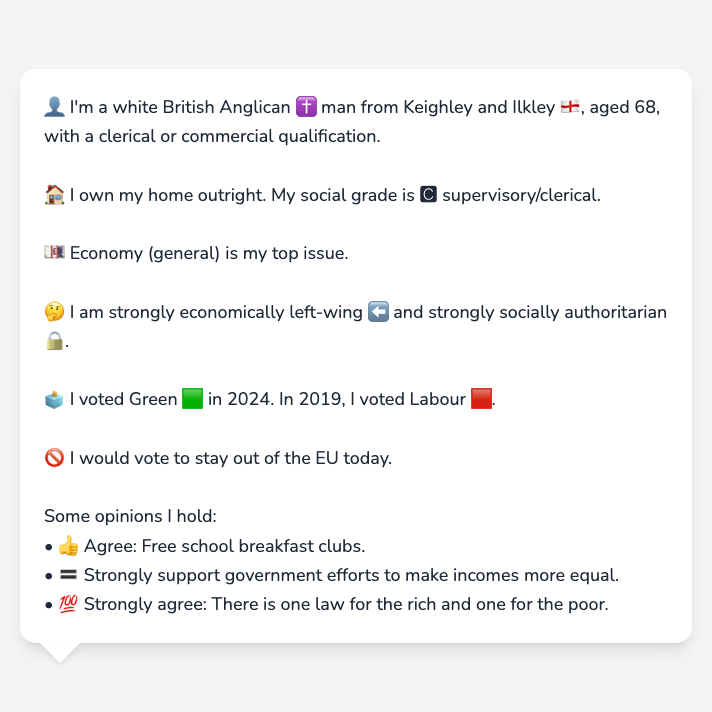 👤 I'm a white British Anglican ✝️ man from Keighley and Ilkley 🏴󠁧󠁢󠁥󠁮󠁧󠁿, aged 68,
with a clerical or commercial qualification.
🏠 I own my home outright. My social grade is 🅲 supervisory/clerical.
💷 Economy (general) is my top issue.
🤔 I am strongly economically left-wing ⬅️ and strongly socially authoritarian
🔒.
🗳️ I voted Green 🟩 in 2024. In 2019, I voted Labour 🟥.
🚫 I would vote to stay out of the EU today.
Some opinions I hold:
• 👍 Agree: Free school breakfast clubs.
• 🟰 Strongly support government efforts to make incomes more equal.
• 💯 Strongly agree: There is one law for the rich and one for the poor.